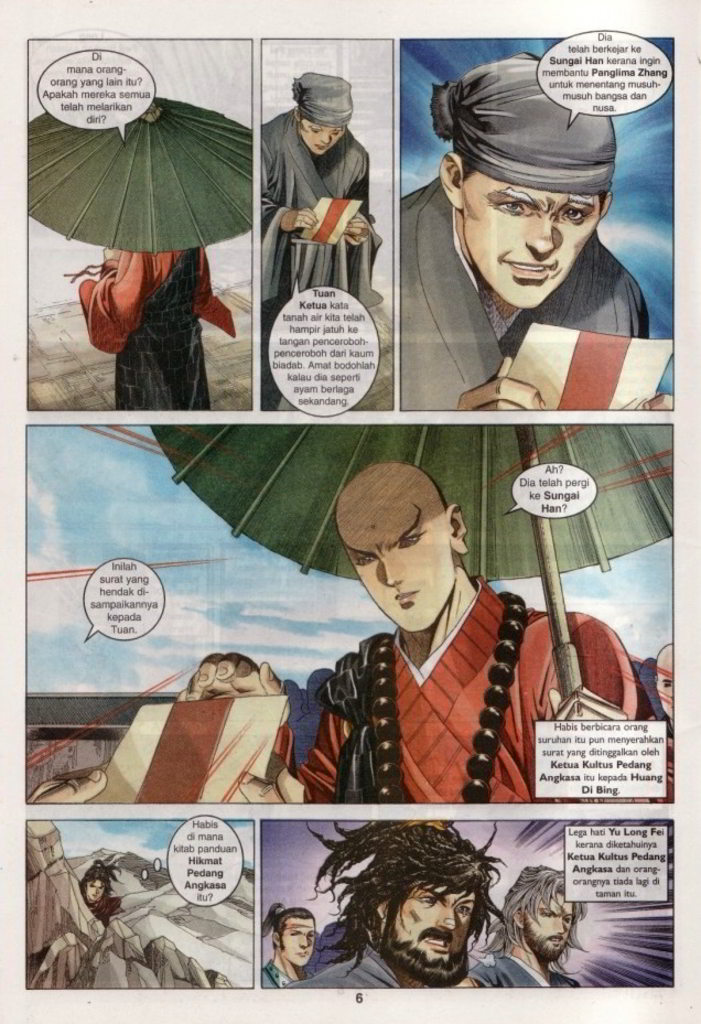 Di
mana orang-
orang yang lain itu?
Apakah mereka semua
telah melarikan
diri?
Tuan
Ketua kata
tanah air kita telah
hampir jatuh ke
tangan penceroboh-
penceroboh dari kaum
biadab. Amat bodohlah
kalau dia seperti
ayam berlaga
sekandang.
Dia
telah berkejar ke
Sungai Han kerana ingin
membantu Panglima Zhang
untuk menentang musuh-
musuh bangsa dan
nusa.
Ah?
Dia telah pergi
ke Sungai
Han?
Inilah
surat yang
hendak di-
sampaikannya
kepada
Tuan.
Habis berbicara orang
suruhan itu pun menyerahkan
surat yang ditinggalkan oleh
Ketua Kultus Pedang
Angkasa itu kepada Huang
Di Bing.
Habis
di mana
kitab panduan
Hikmat
Pedang
Angkasa
itu?
Lega hati Yu Long Fei
kerana diketahuinya
Ketua Kultus Pedang
Angkasa dan orang-
orangnya tiada lagi di
taman itu.
6